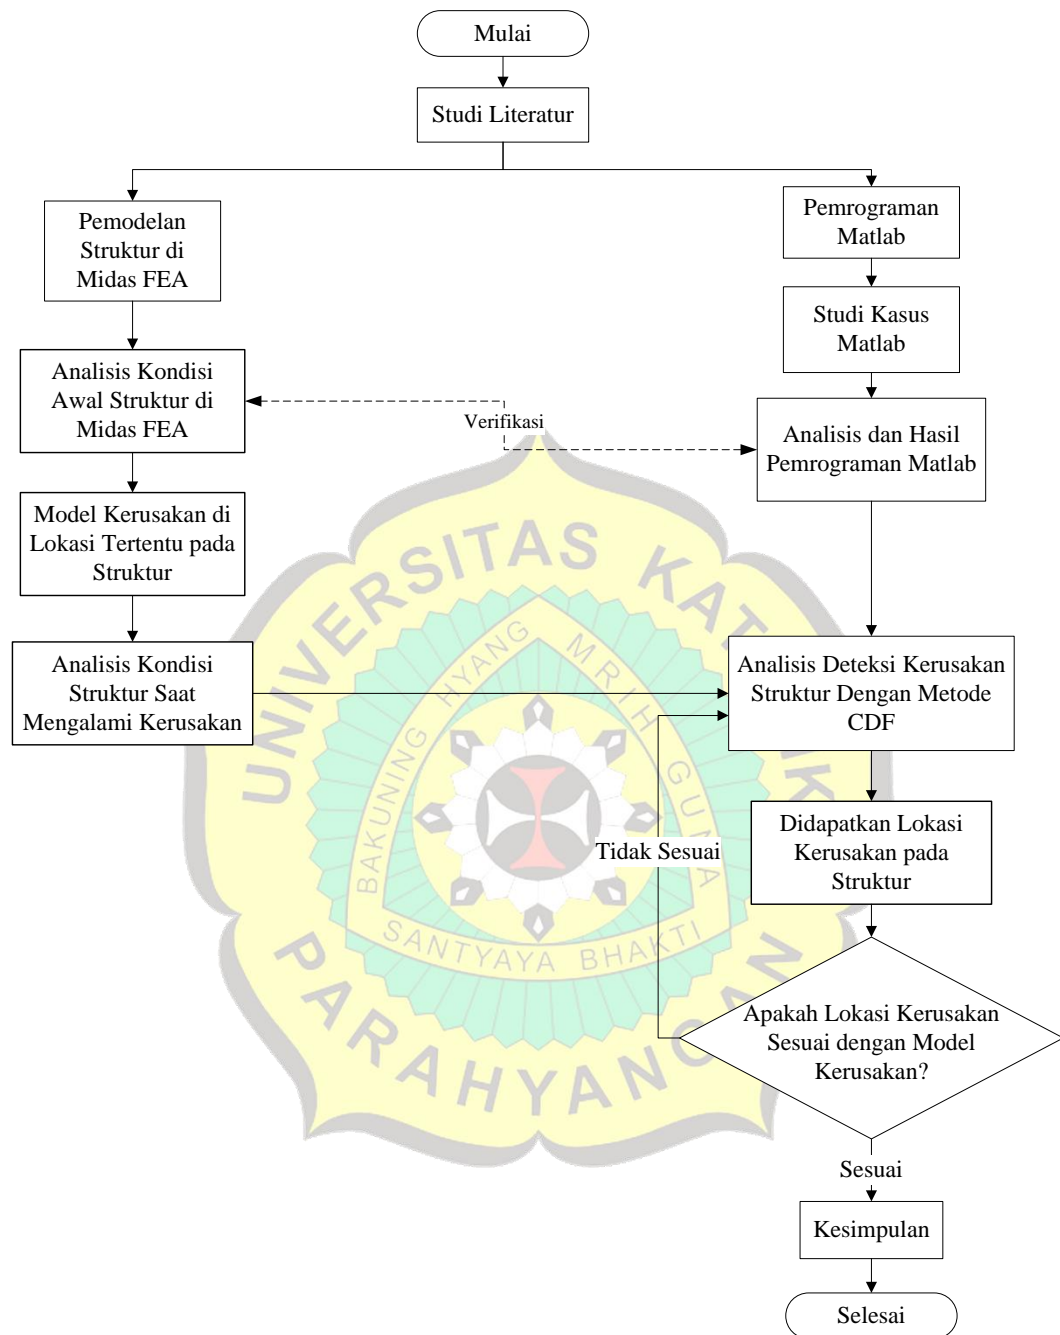 Mulai
Studi Literatur
Pemodelan
Struktur di
Midas FEA
Analisis Kondisi
Awal Struktur di
Midas FEA
Model Kerusakan di
Lokasi Tertentu pada
Struktur
Analisis Kondisi
Struktur Saat
Mengalami Kerusakan
Pemrograman
Matlab
Studi Kasus
Matlab
Verifikasi
Analisis dan Hasil
Pemrograman Matlab
Analisis Deteksi Kerusakan
Struktur Dengan Metode
CDF
Didapatkan Lokasi
Kerusakan pada
Struktur
Tidak Sesuai
Apakah Lokasi Kerusakan
Sesuai dengan Model
Kerusakan?
Sesuai
Kesimpulan
Selesai
UNIVERSITAS KAT IK
PARAHYANGAN
BAKUNING HYANG MRIH GUNA
SANTYAYA BHAKTI